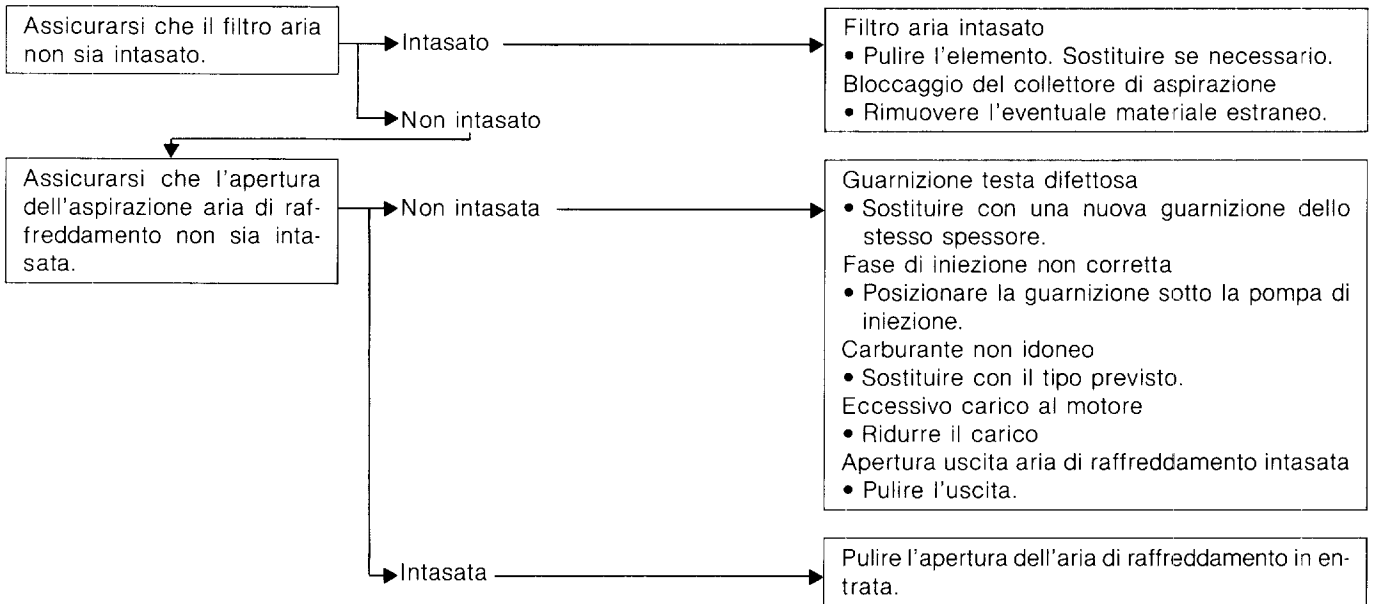 Assicurarsi che il filtro aria
non sia intasato.
Intasato
Non intasato
Filtro aria intasato
• Pulire l'elemento. Sostituire se necessario.
Bloccaggio del collettore di aspirazione
• Rimuovere l'eventuale materiale estraneo.
Assicurarsi che l'apertura
dell'aspirazione aria di raf-
freddamento non sia inta-
sata.
Non intasata
Guarnizione testa difettosa
• Sostituire con una nuova guarnizione dello
stesso spessore.
Fase di iniezione non corretta
• Posizionare la guarnizione sotto la pompa di
iniezione.
Carburante non idoneo
• Sostituire con il tipo previsto.
Eccessivo carico al motore
• Ridurre il carico
Apertura uscita aria di raffreddamento intasata
• Pulire l'uscita.
Intasata
Pulire l'apertura dell'aria di raffreddamento in en-
trata.